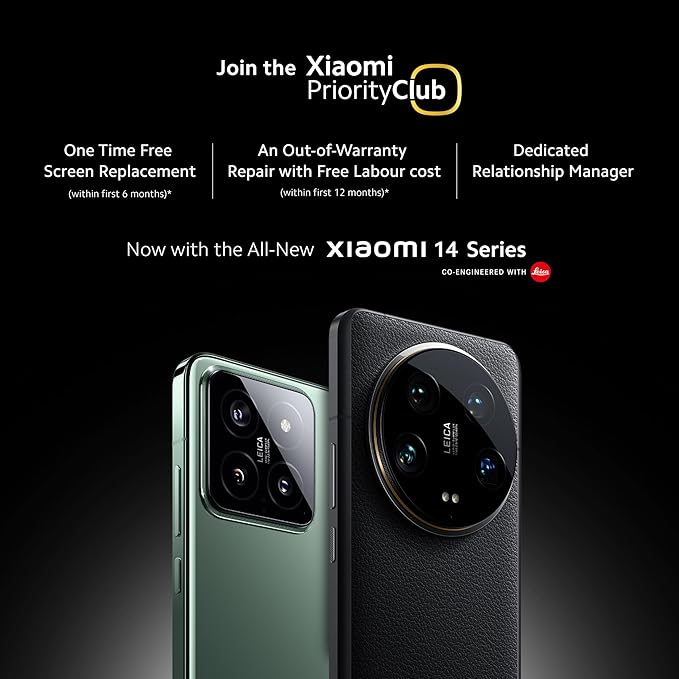 Join the Xiaomi
PriorityClub
One Time Free
Screen Replacement
(within first 6 months)*
An Out-of-Warranty
Repair with Free Labour cost
(within first 12 months)*
Dedicated
Relationship Manager
Now with the All-New xiaomi 14 Series
CO-ENGINEERED WITH Leica
LEICA
LEICA